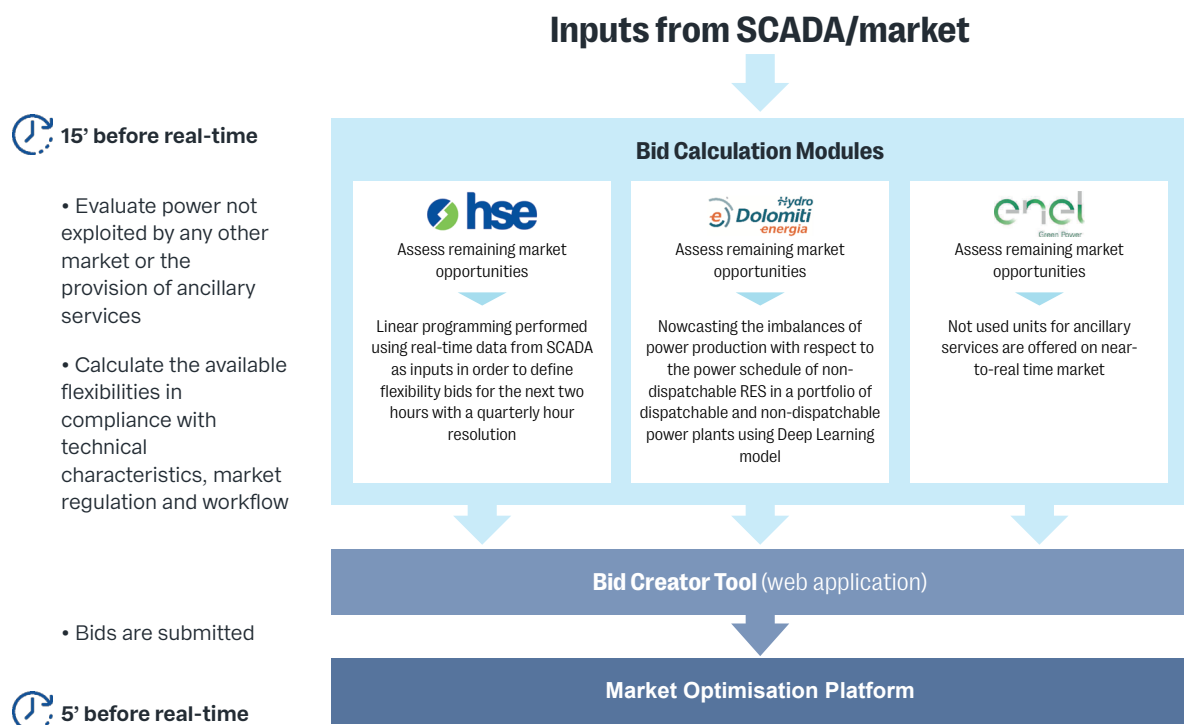 Inputs from SCADA/market
15’ before real-time
• Evaluate power not
exploited by any other
market or the
provision of ancillary
services
• Calculate the available
flexibilities in
compliance with
technical
characteristics, market
regulation and workflow
• Bids are submitted
5’ before real-time
Bid Calculation Modules
hse
Assess remaining market
opportunities
Linear programming performed
using real-time data from SCADA
as inputs in order to define
flexibility bids for the next two
hours with a quarterly hour
resolution
Hydro
e) Dolomiti
energia
Assess remaining market
opportunities
Nowcasting the imbalances of
power production with respect to
the power schedule of non-
dispatchable RES in a portfolio of
dispatchable and non-dispatchable
power plants using Deep Learning
model
enel
Green Power
Assess remaining market
opportunities
Not used units for ancillary
services are offered on near-
to-real time market
Bid Creator Tool (web application)
Market Optimisation Platform